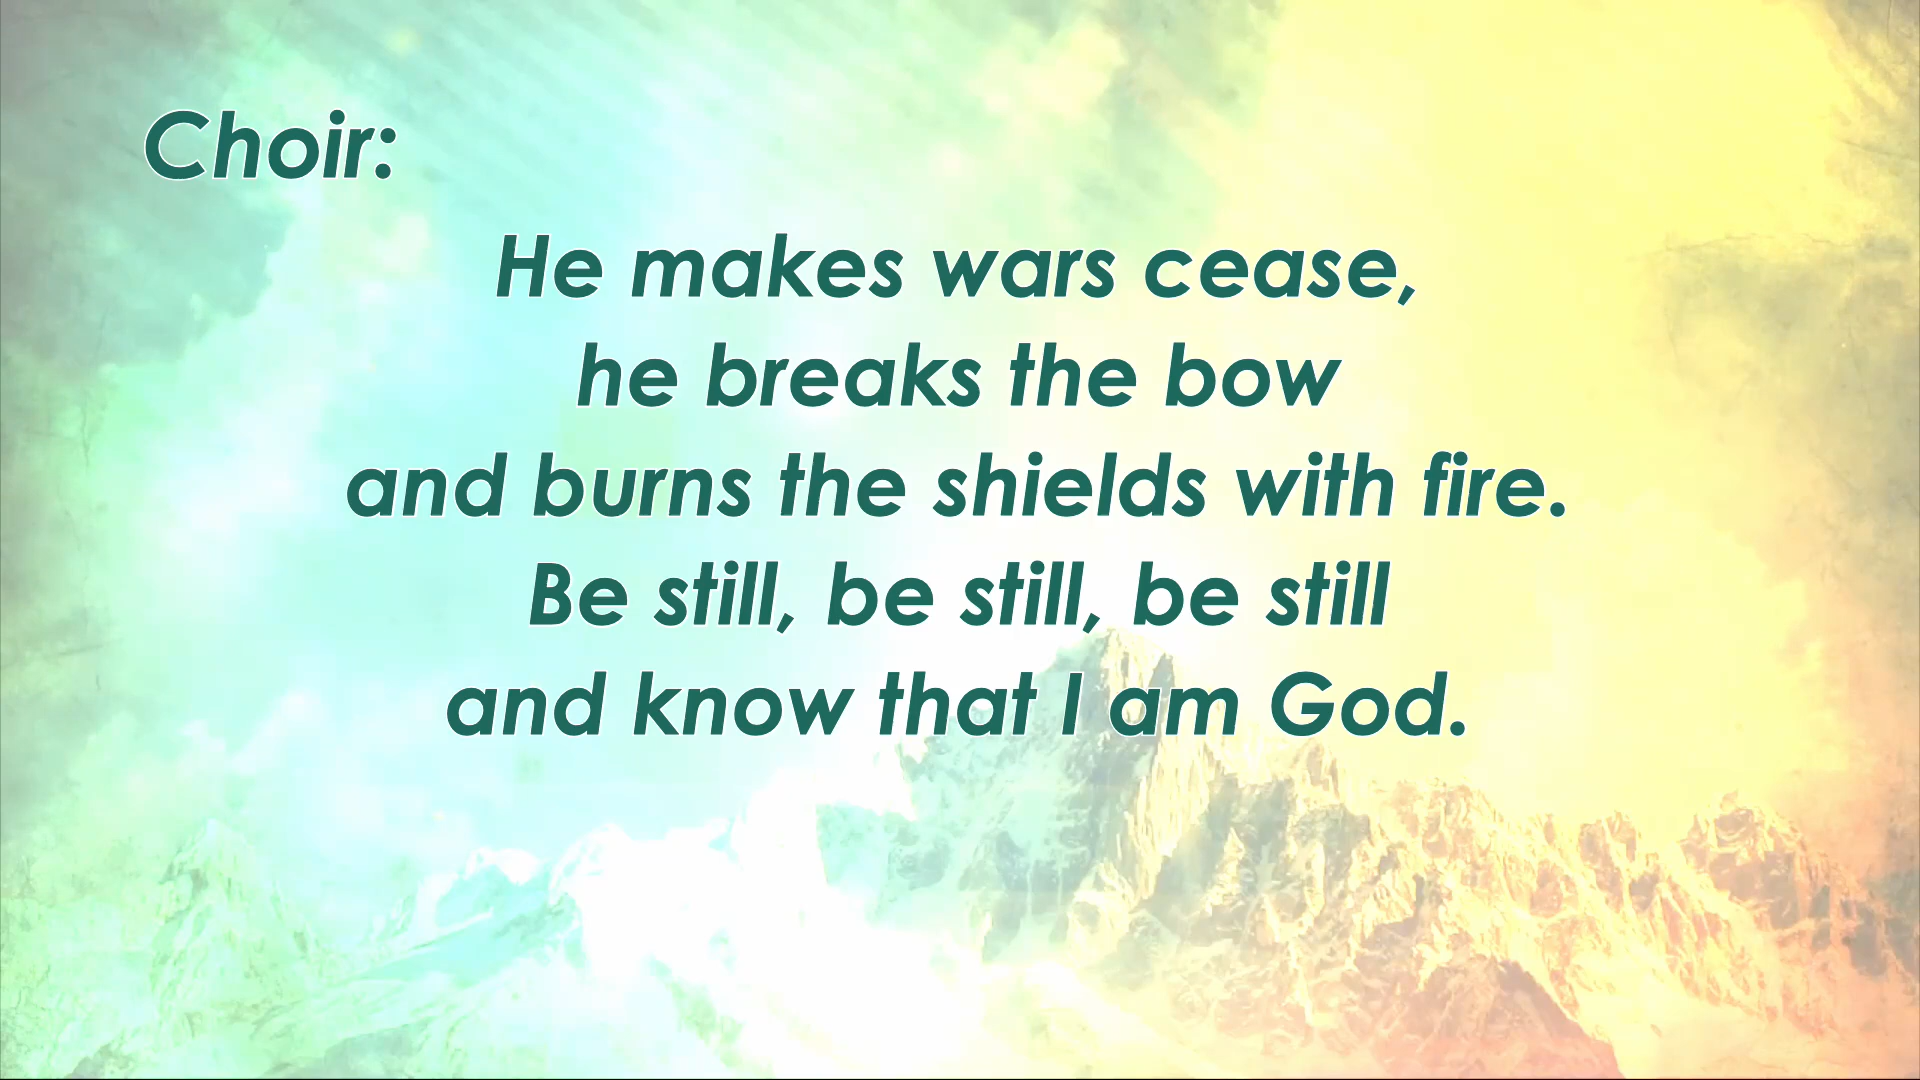 Choir:
He makes wars cease,
he breaks the bow
and burns the shields with fire.
Be still, be still, be still
and know that I am God.